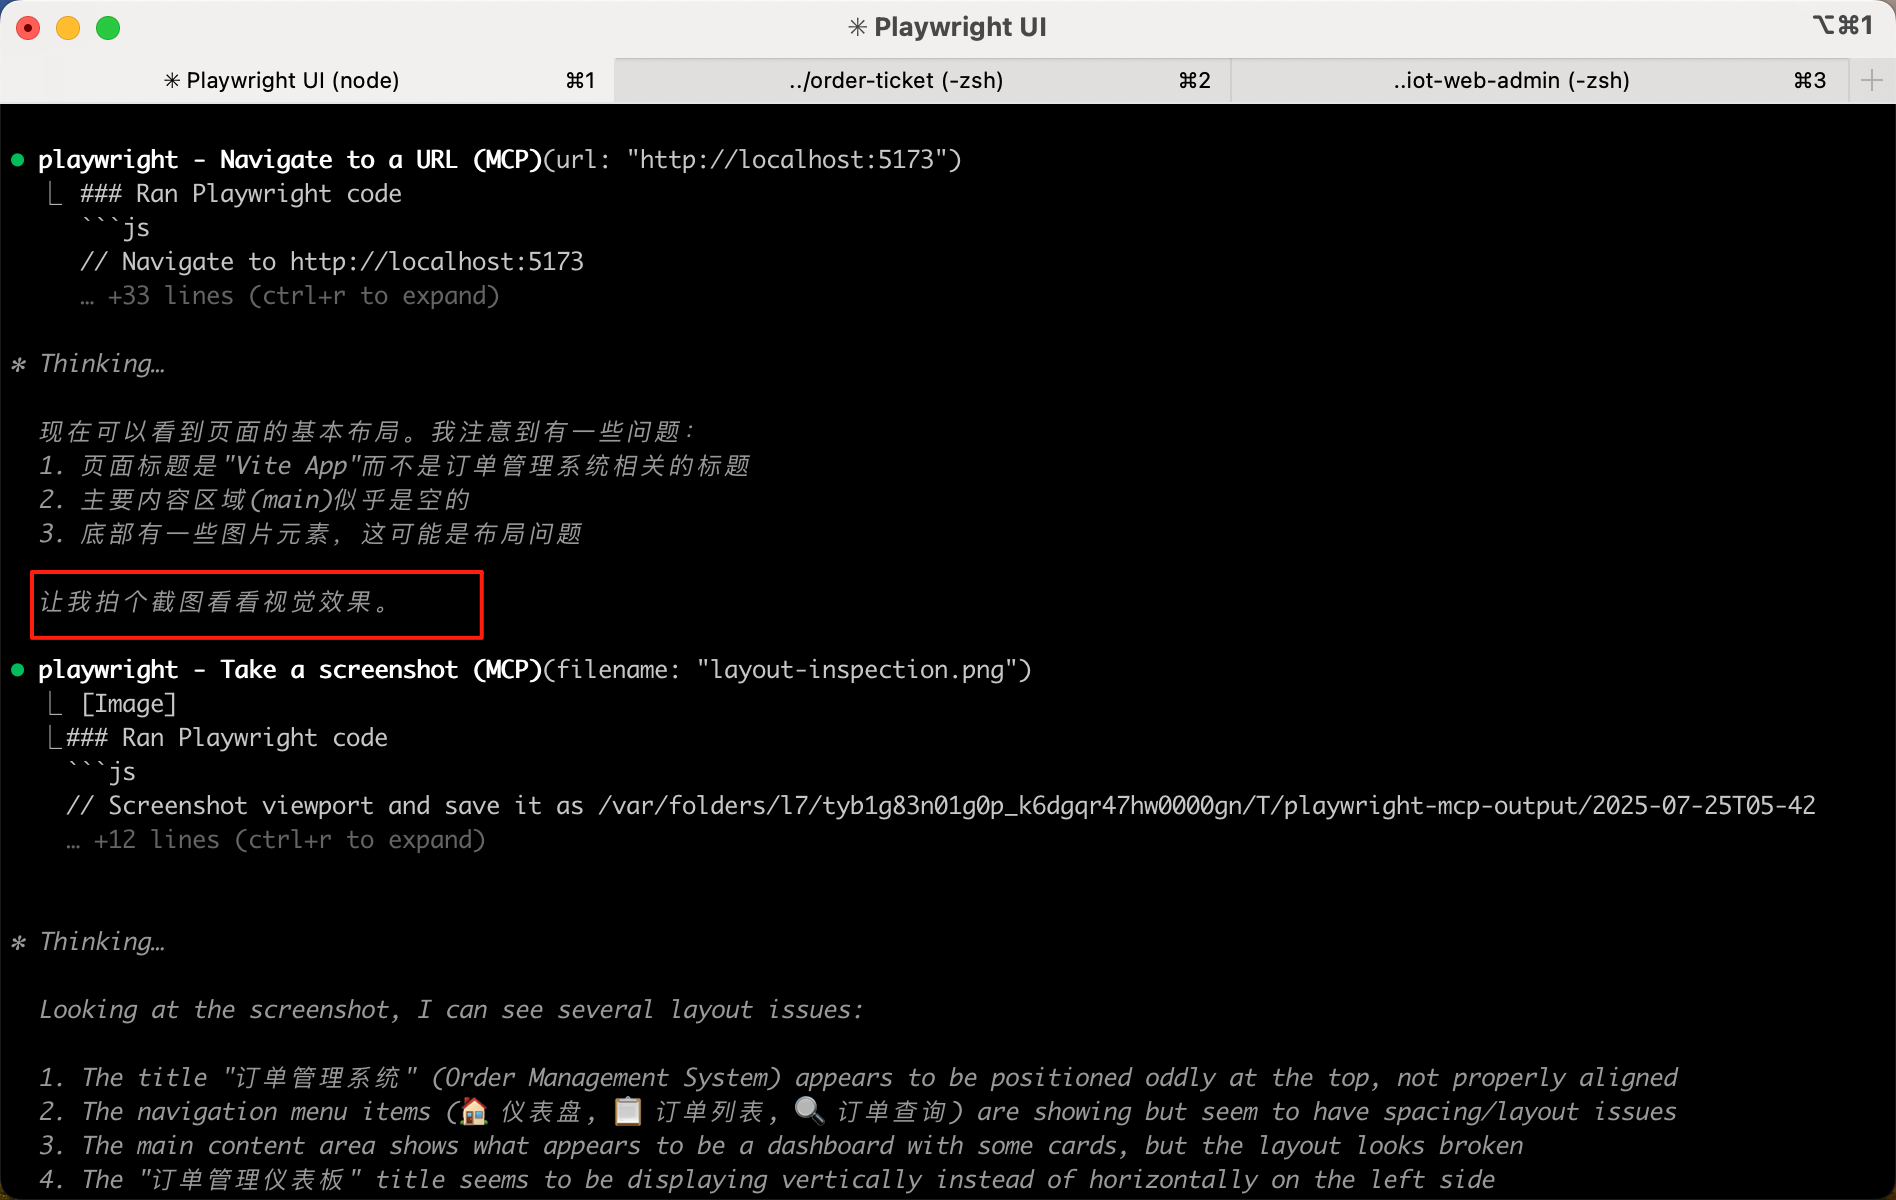 ✳ Playwright UI
⌥⌘1
✳ Playwright UI (node) ⌘1
../order-ticket (-zsh) ⌘2
..iot-web-admin (-zsh) ⌘3
playwright - Navigate to a URL (MCP)(url: "http://localhost:5173")
⎿ ### Ran Playwright code
```js
// Navigate to http://localhost:5173
… +33 lines (ctrl+r to expand)
✻ Thinking…
现在可以看到页面的基本布局。我注意到有一些问题：
1. 页面标题是"Vite App"而不是订单管理系统相关的标题
2. 主要内容区域(main)似乎是空的
3. 底部有一些图片元素，这可能是布局问题
让我拍个截图看看视觉效果。
playwright - Take a screenshot (MCP)(filename: "layout-inspection.png")
⎿ [Image]
⎿ ### Ran Playwright code
```js
// Screenshot viewport and save it as /var/folders/l7/tyb1g83n01g0p_k6dgqr47hw0000gn/T/playwright-mcp-output/2025-07-25T05-42
… +12 lines (ctrl+r to expand)
✻ Thinking…
Looking at the screenshot, I can see several layout issues:
1. The title "订单管理系统" (Order Management System) appears to be positioned oddly at the top, not properly aligned
2. The navigation menu items (🏠 仪表盘, 📋 订单列表, 🔍 订单查询) are showing but seem to have spacing/layout issues
3. The main content area shows what appears to be a dashboard with some cards, but the layout looks broken
4. The "订单管理仪表板" title seems to be displaying vertically instead of horizontally on the left side